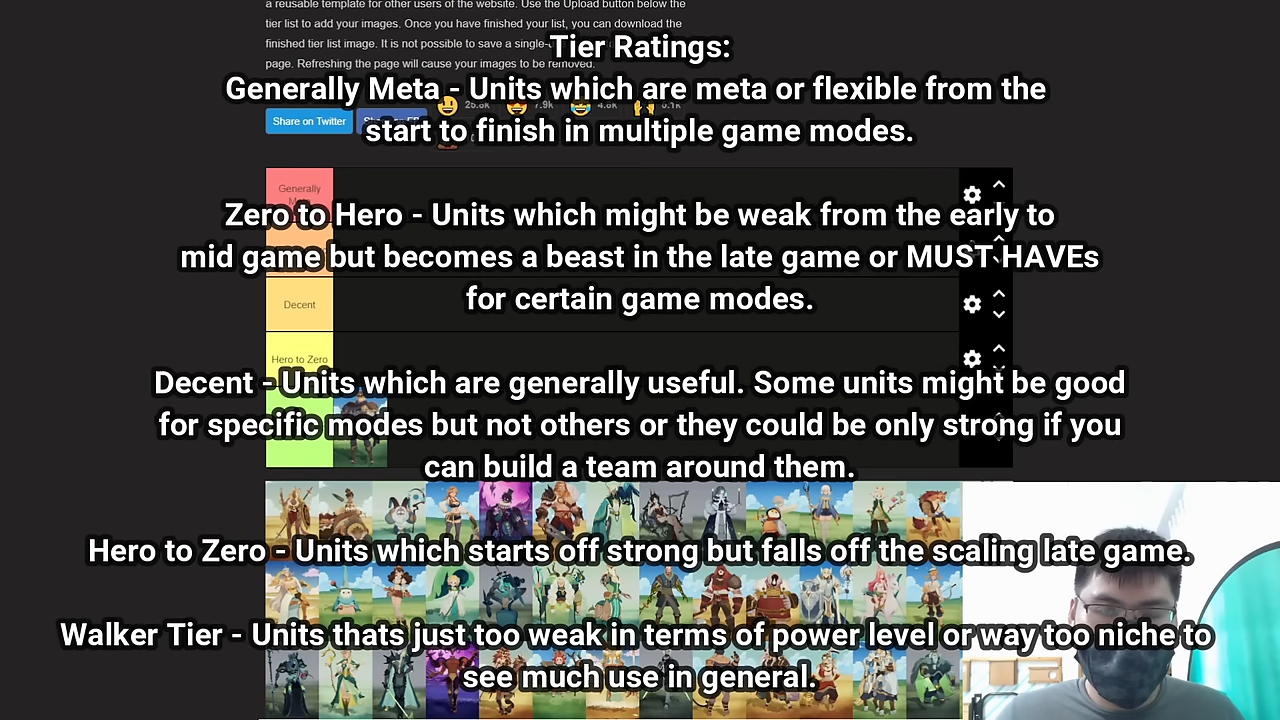 a reusable template for other users of the website. Use the Upload button below the
tier list to add your images. Once you have finished your list, you can download the
finished tier list image. It is not possible to save a single-
page. Refreshing the page will cause your images to be removed.
Tier Ratings:
Generally Meta - Units which are meta or flexible from the
start to finish in multiple game modes.
Share on Twitter
Generally
Zero to Hero - Units which might be weak from the early to
mid game but becomes a beast in the late game or MUST HAVEs
for certain game modes.
Decent
Hero to Zero
Decent - Units which are generally useful. Some units might be good
for specific modes but not others or they could be only strong if you
can build a team around them.
Hero to Zero - Units which starts off strong but falls off the scaling late game.
Walker Tier - Units thats just too weak in terms of power level or way too niche to
see much use in general.